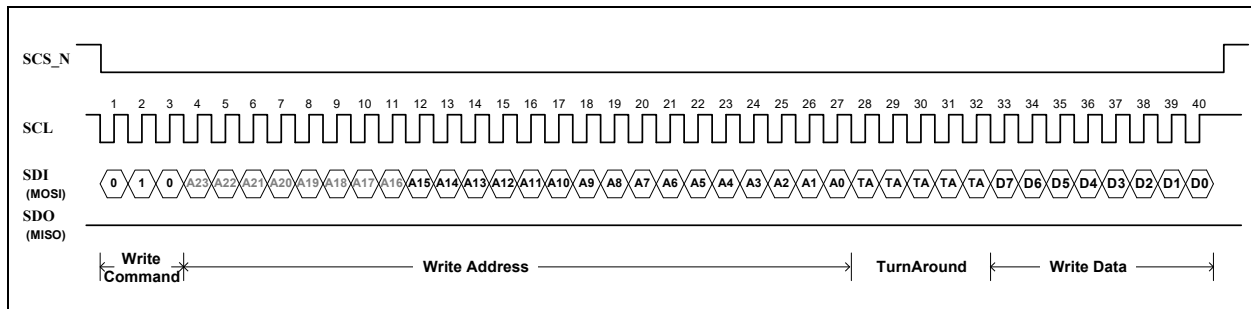 SCS_N
1 2 3 4 5 6 7 8 9 10 11 12 13 14 15 16 17 18 19 20 21 22 23 24 25 26 27 28 29 30 31 32 33 34 35 36 37 38 39 40
SCL
SDI
(MOSI)
0 1 0 A23 A22 A21 A20 A19 A18 A17 A16 A15 A14 A13 A12 A11 A10 A9 A8 A7 A6 A5 A4 A3 A2 A1 A0 TA TA TA TA TA D7 D6 D5 D4 D3 D2 D1 D0
SDO
(MISO)
Write Command
Write Address
TurnAround
Write Data